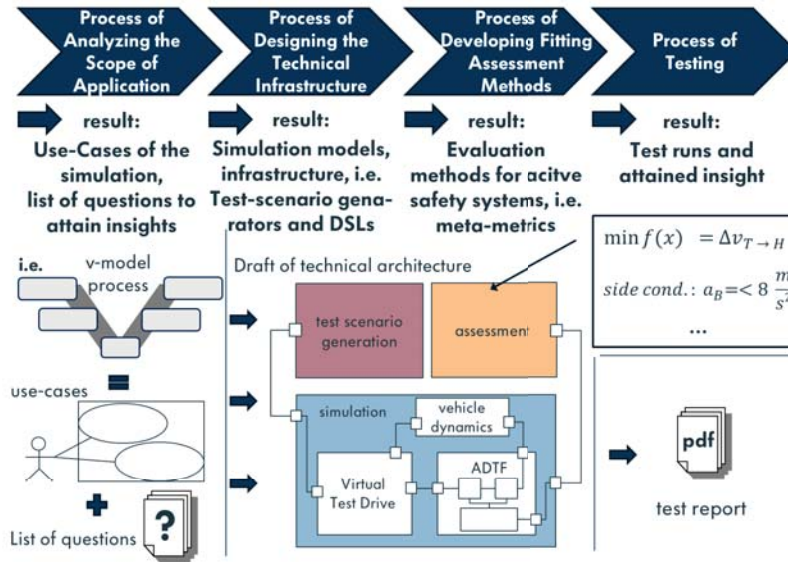 Process of
Analyzing the
Scope of
Application
Process of
Designing the
Technical
Infrastructure
Process of
Developing Fitting
Assessment
Methods
Process of
Testing
result:
Use-Cases of the
simulation,
list of questions to
attain insights
result:
Simulation models,
infrastructure, i.e.
Test-scenario gena-
rators and DSLs
result:
Evaluation
methods for acitve
safety systems, i.e.
meta-metrics
result:
Test runs and
attained insight
i.e.
v-model
process
=
use-cases
+
List of questions
?
Draft of technical architecture
test scenario
generation
assessment
simulation
vehicle
dynamics
Virtual
Test Drive
ADTF
min f(x) = Δv_{T→H}
side cond.: a_B=< 8 m/s²
...
pdf
test report